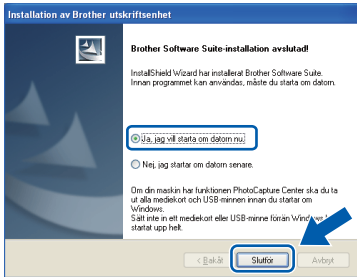 Installation av Brother utskriftsenhet
Brother Software Suite-installation avslutad!
InstallShield Wizard har installerat Brother Software Suite.
Innan programmet kan användas, måste du starta om datorn.
Ja, jag vill starta om datorn nu.
Nej, jag startar om datorn senare.
Om din maskin har funktionen PhotoCapture Center ska du ta
ut alla mediekort och USB-minnen innan du startar om
Windows.
Sätt inte in ett mediekort eller USB-minne förrän Windows
startat upp helt.
< Bakåt
Slutför
Avbryt